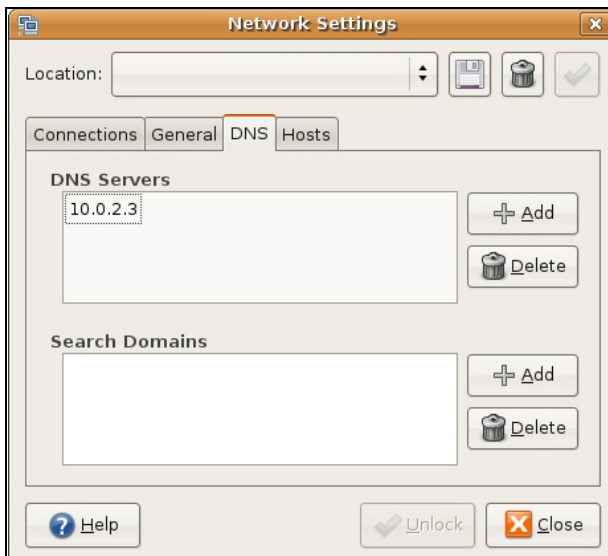 Network Settings
Location:
Connections General DNS Hosts
DNS Servers
10.0.2.3
Add
Delete
Search Domains
Add
Delete
Help
Unlock
Close